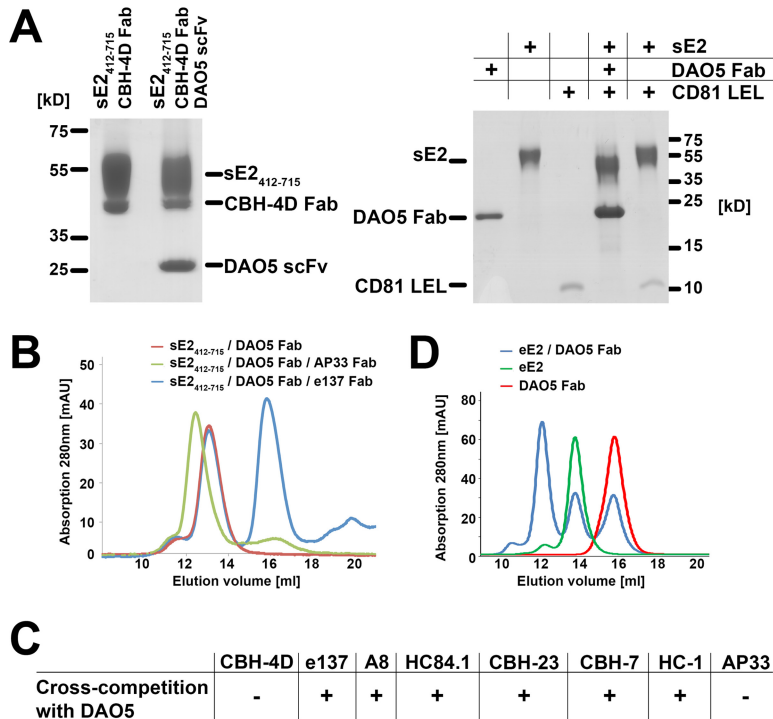 A
sE2412-715
CBH-4D Fab
sE2412-715
CBH-4D Fab
DAO5 scFv
[kD]
75
55
35
25
sE2412-715
CBH-4D Fab
DAO5 scFv
+ + + sE2
+ + DAO5 Fab
+ + + CD81 LEL
sE2
DAO5 Fab
CD81 LEL
75
55
35
25
[kD]
15
10
B
sE2412-715 / DAO5 Fab
sE2412-715 / DAO5 Fab / AP33 Fab
sE2412-715 / DAO5 Fab / e137 Fab
Absorption 280nm [mAU]
50
40
30
20
10
0
10 12 14 16 18 20
Elution volume [ml]
D
eE2 / DAO5 Fab
eE2
DAO5 Fab
Absorption 280nm [mAU]
80
60
40
20
0
10 12 14 16 18 20
Elution volume [ml]
C
CBH-4D e137 A8 HC84.1 CBH-23 CBH-7 HC-1 AP33
Cross-competition
with DAO5
- + + + + + + -